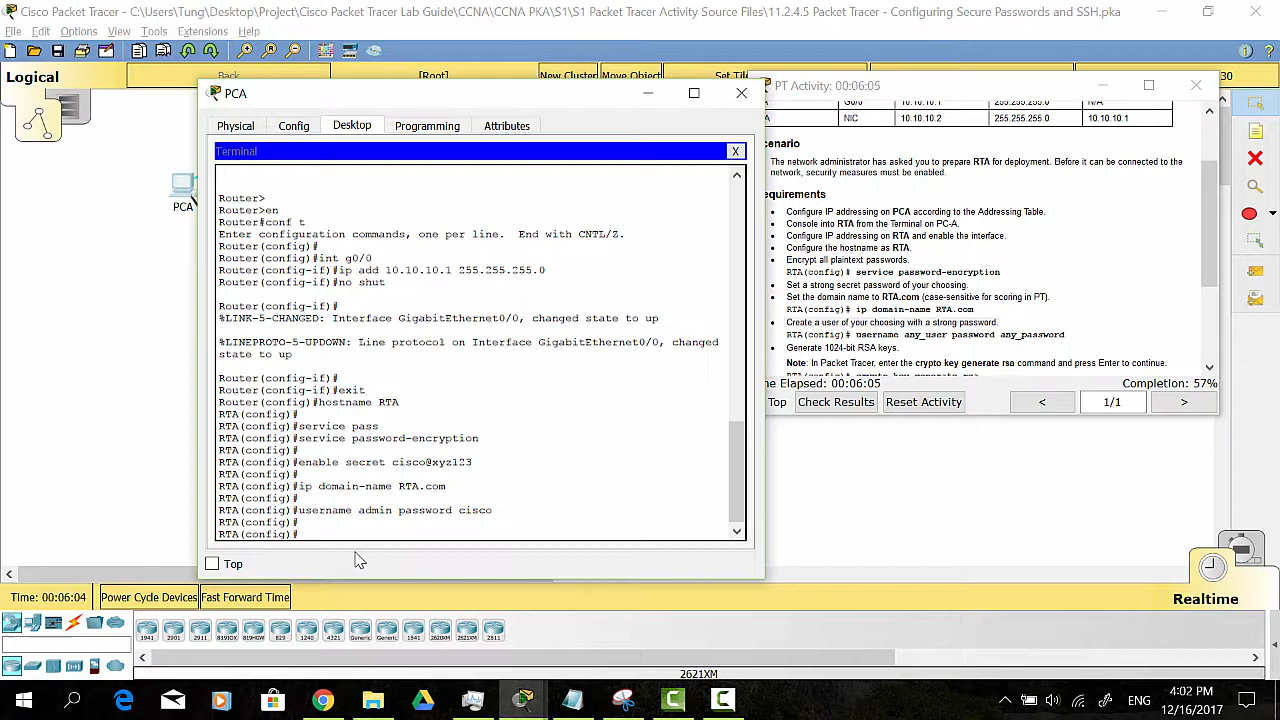 Cisco Packet Tracer - C:\Users\Tung\Desktop\Project\Cisco Packet Tracer Lab Guide\CCNA\CCNA PKA\S1\S1 Packet Tracer Activity Source Files\11.2.4.5 Packet Tracer - Configuring Secure Passwords and SSH.pka
File Edit Options View Tools Extensions Help
Logical
Back
[Root]
New Cluster
Move Object
Set Til
30
PCA
PCA
Physical
Config
Desktop
Programming
Attributes
Terminal
X
Router>
Router>en
Router#conf t
Enter configuration commands, one per line.  End with CNTL/Z.
Router(config)#
Router(config)#int g0/0
Router(config-if)#ip add 10.10.10.1 255.255.255.0
Router(config-if)#no shut
Router(config-if)#
%LINK-5-CHANGED: Interface GigabitEthernet0/0, changed state to up
%LINEPROTO-5-UPDOWN: Line protocol on Interface GigabitEthernet0/0, changed
state to up
Router(config-if)#
Router(config-if)#exit
Router(config)#hostname RTA
RTA(config)#
RTA(config)#service pass
RTA(config)#service password-encryption
RTA(config)#
RTA(config)#enable secret cisco@xyz123
RTA(config)#
RTA(config)#ip domain-name RTA.com
RTA(config)#
RTA(config)#username admin password cisco
RTA(config)#
RTA(config)#
Top
PT Activity: 00:06:05
A G0/0 10.10.10.1 255.255.255.0 N/A
A NIC 10.10.10.2 255.255.255.0 10.10.10.1
cenario
The network administrator has asked you to prepare RTA for deployment. Before it can be connected to the
network, security measures must be enabled.
equirements
• Configure IP addressing on PCA according to the Addressing Table.
• Console into RTA from the Terminal on PC-A.
• Configure IP addressing on RTA and enable the interface.
• Configure the hostname as RTA.
• Encrypt all plaintext passwords.
RTA(config)# service password-encryption
• Set a strong secret password of your choosing.
• Set the domain name to RTA.com (case-sensitive for scoring in PT).
RTA(config)# ip domain-name RTA.com
• Create a user of your choosing with a strong password.
RTA(config)# username any_user password any_password
• Generate 1024-bit RSA keys.
Note: In Packet Tracer, enter the crypto key generate rsa command and press Enter to continue.
RTA(config)# crypto key generate rsa
me Elapsed: 00:06:05
Completion: 57%
Top
Check Results
Reset Activity
<
1/1
>
Time: 00:06:04
Power Cycle Devices
Fast Forward Time
Realtime
1941 2901 2911 819IOX 819HGW 829 1240 4321 Generic Generic 1841 2620XM 2621XM 2811
2621XM
ENG
4:02 PM
12/16/2017